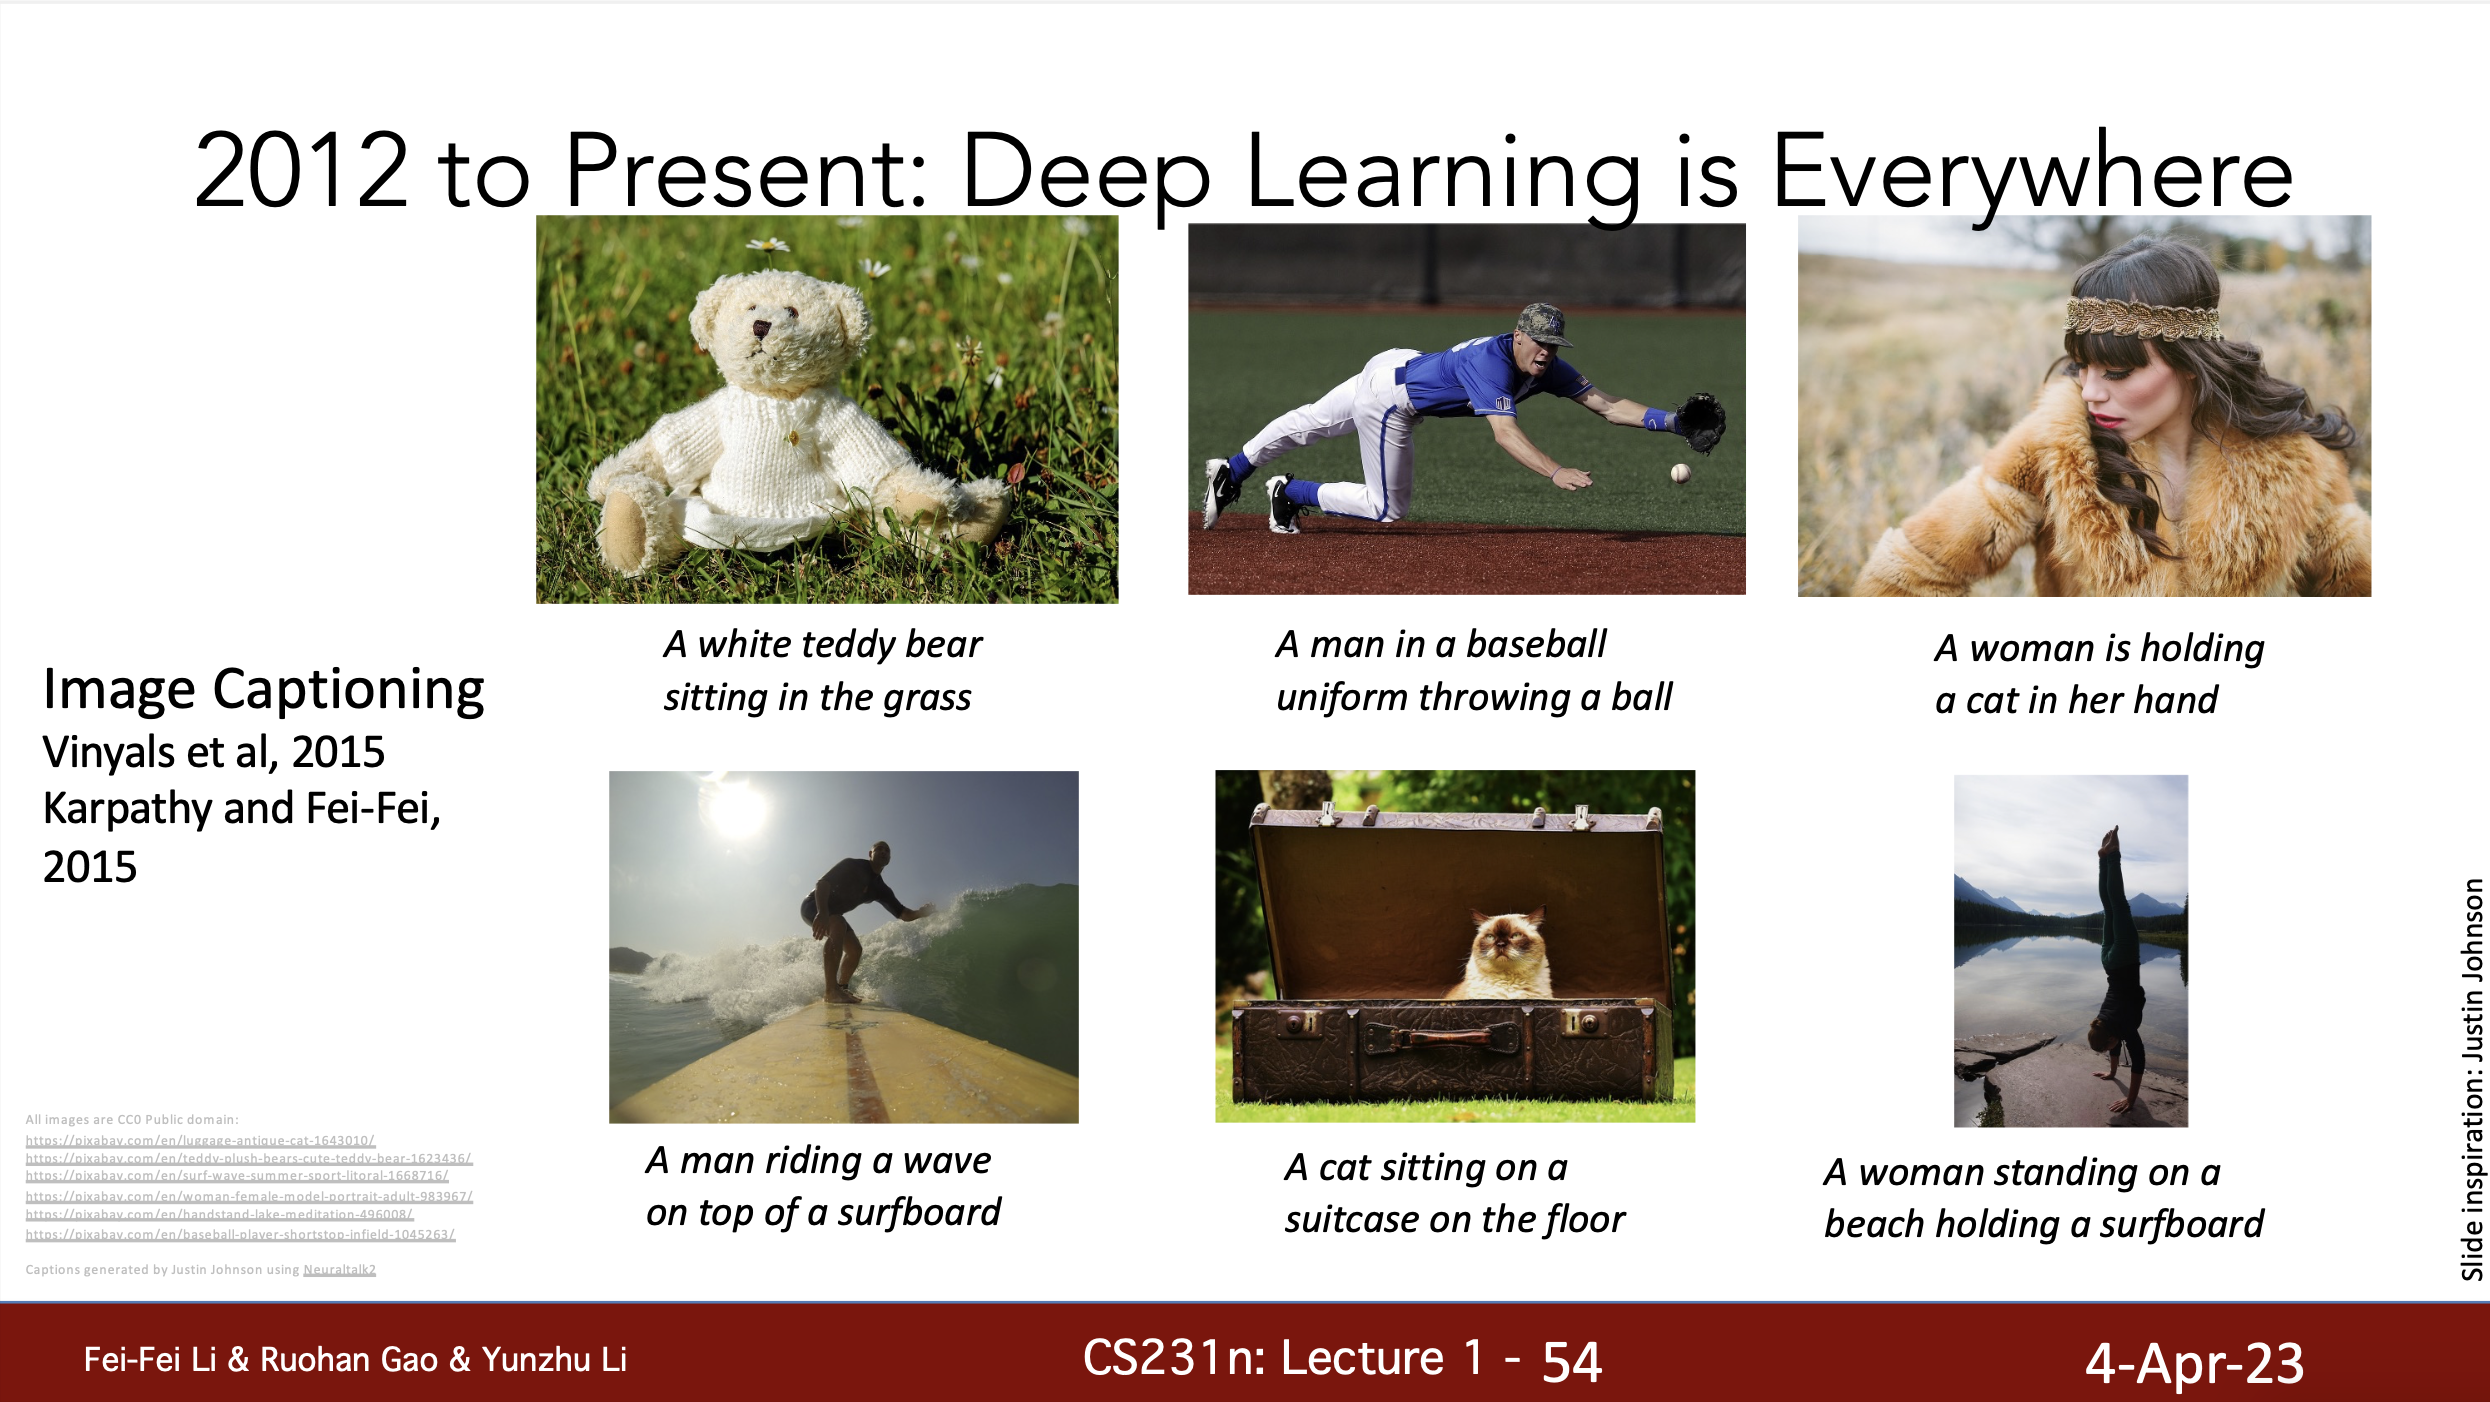 2012 to Present: Deep Learning is Everywhere
A white teddy bear
sitting in the grass
A man in a baseball
uniform throwing a ball
A woman is holding
a cat in her hand
Image Captioning
Vinyals et al, 2015
Karpathy and Fei-Fei,
2015
A man riding a wave
on top of a surfboard
A cat sitting on a
suitcase on the floor
A woman standing on a
beach holding a surfboard
All images are CC0 Public domain:
https://pixabay.com/en/luggage-antique-cat-1643010/
https://pixabay.com/en/teddy-plush-bears-cute-teddy-bear-1623436/
https://pixabay.com/en/surf-wave-summer-sport-litoral-1668716/
https://pixabay.com/en/woman-female-model-portrait-adult-983967/
https://pixabay.com/en/handstand-lake-meditation-496008/
https://pixabay.com/en/baseball-player-shortstop-infield-1045263/
Captions generated by Justin Johnson using Neuraltalk2
Slide inspiration: Justin Johnson
Fei-Fei Li & Ruohan Gao & Yunzhu Li
CS231n: Lecture 1 - 54
4-Apr-23